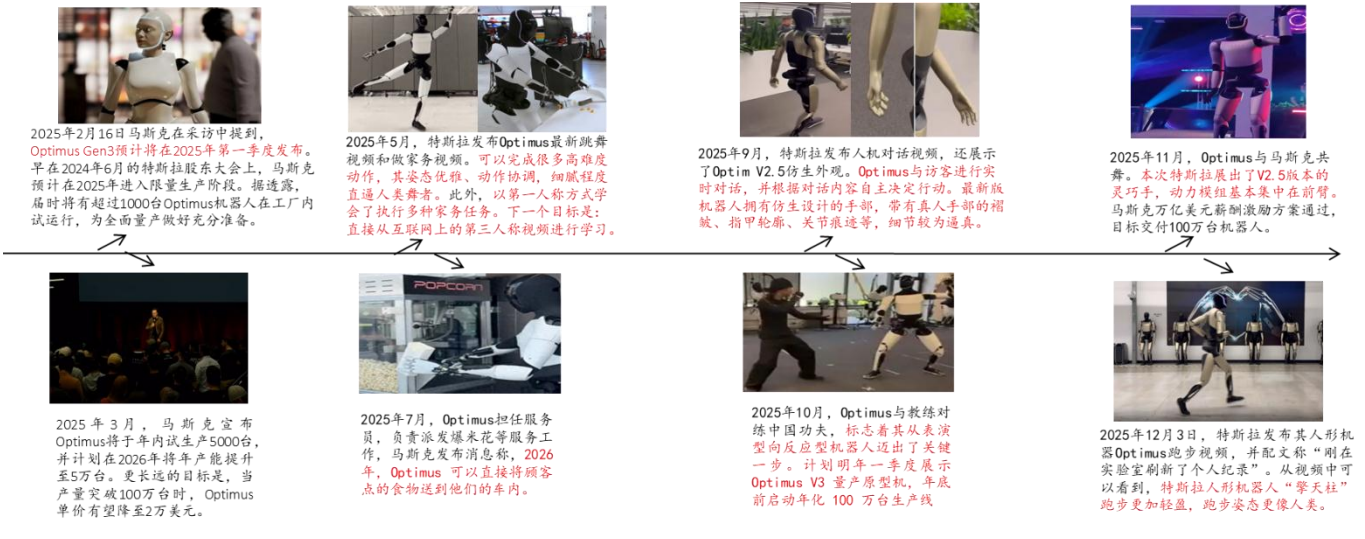 2025年2月16日马斯克在采访中提到，
Optimus Gen3预计将在2025年第一季度发布。
早在2024年6月的特斯拉股东大会上，马斯克
预计在2025年进入限量生产阶段。据透露，
届时将有超过1000台Optimus机器人在工厂内
试运行，为全面量产做好充分准备。
2025年3月，马斯克宣布
Optimus将于年内试生产5000台，
并计划在2026年将年产能提升
至5万台。更长远的目标是，当
产量突破100万台时，Optimus
单价有望降至2万美元。
2025年5月，特斯拉发布Optimus最新跳舞
视频和做家务视频。可以完成很多高难度
动作，其姿态优雅、动作协调，细腻程度
直逼人类舞者。此外，以第一人称方式学
会了执行多种家务任务。下一个目标是：
直接从互联网上的第三人称视频进行学习。
POPCORN
2025年7月，Optimus担任服务
员，负责派发爆米花等服务工
作，马斯克发布消息称，2026
年，Optimus 可以直接将顾客
点的食物送到他们的车内。
2025年9月，特斯拉发布人机对话视频，还展示
了Optim V2.5仿生外观。Optimus与访客进行实
时对话，并根据对话内容自主决定行动。最新版
机器人拥有仿生设计的手部，带有真人手部的褶
皱、指甲轮廓、关节痕迹等，细节较为逼真。
2025年10月，Optimus与教练对
练中国功夫，标志着其从表演
型向反应型机器人迈出了关键
一步。计划明年一季度展示
Optimus V3 量产原型机，年底
前启动年化 100 万台生产线
2025年11月，Optimus与马斯克共
舞。本次特斯拉展出了V2.5版本的
灵巧手，动力模组基本集中在前臂。
马斯克万亿美元薪酬激励方案通过，
目标交付100万台机器人。
2025年12月3日，特斯拉发布其人形机
器Optimus跑步视频，并配文称“刚在
实验室刷新了个人纪录”。从视频中可
以看到，特斯拉人形机器人“擎天柱”
跑步更加轻盈，跑步姿态更像人类。